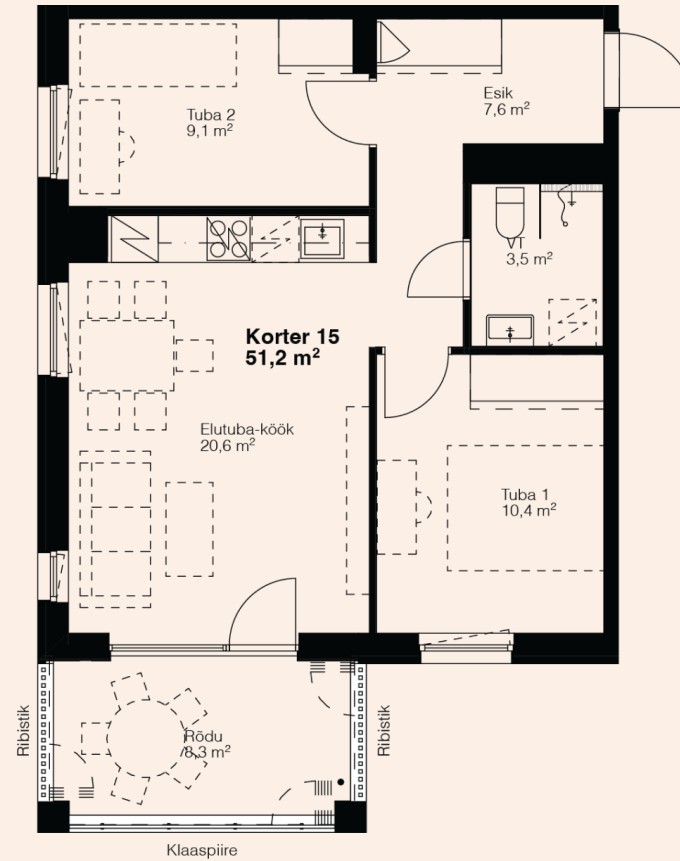 Esik
7,6 m²
Tuba 2
9,1 m²
VT
3,5 m²
Korter 15
51,2 m²
Elutuba-köök
20,6 m²
Tuba 1
10,4 m²
Ribistik
Rõdu
8,3 m²
Ribistik
Klaaspiire